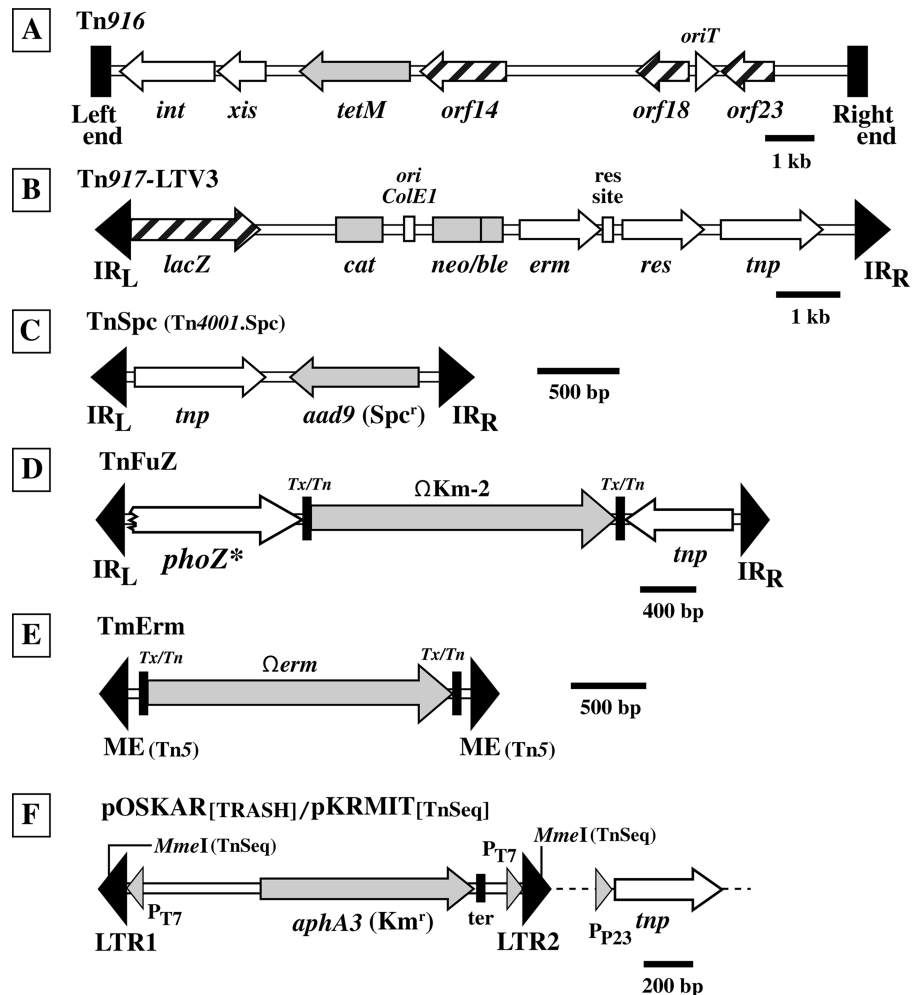 A
Tn916
oriT
Left end
int
xis
tetM
orf14
orf18
orf23
Right end
1 kb
B
Tn917-LTV3
ori ColE1
res site
IRL
lacZ
cat
neo/ble
erm
res
tnp
IRR
1 kb
C
TnSpc (Tn4001.Spc)
IRL
tnp
aad9 (Spcr)
IRR
500 bp
D
TnFuZ
Tx/Tn
ΩKm-2
Tx/Tn
IRL
phoZ*
tnp
IRR
400 bp
E
TmErm
Tx/Tn
Ωerm
Tx/Tn
ME (Tn5)
ME (Tn5)
500 bp
F
pOSKAR[TRASH]/pKRMIT[TnSeq]
MmeI (TnSeq)
PT7
MmeI (TnSeq)
LTR1
PT7
aphA3 (Kmr)
ter
LTR2
PP23
tnp
200 bp